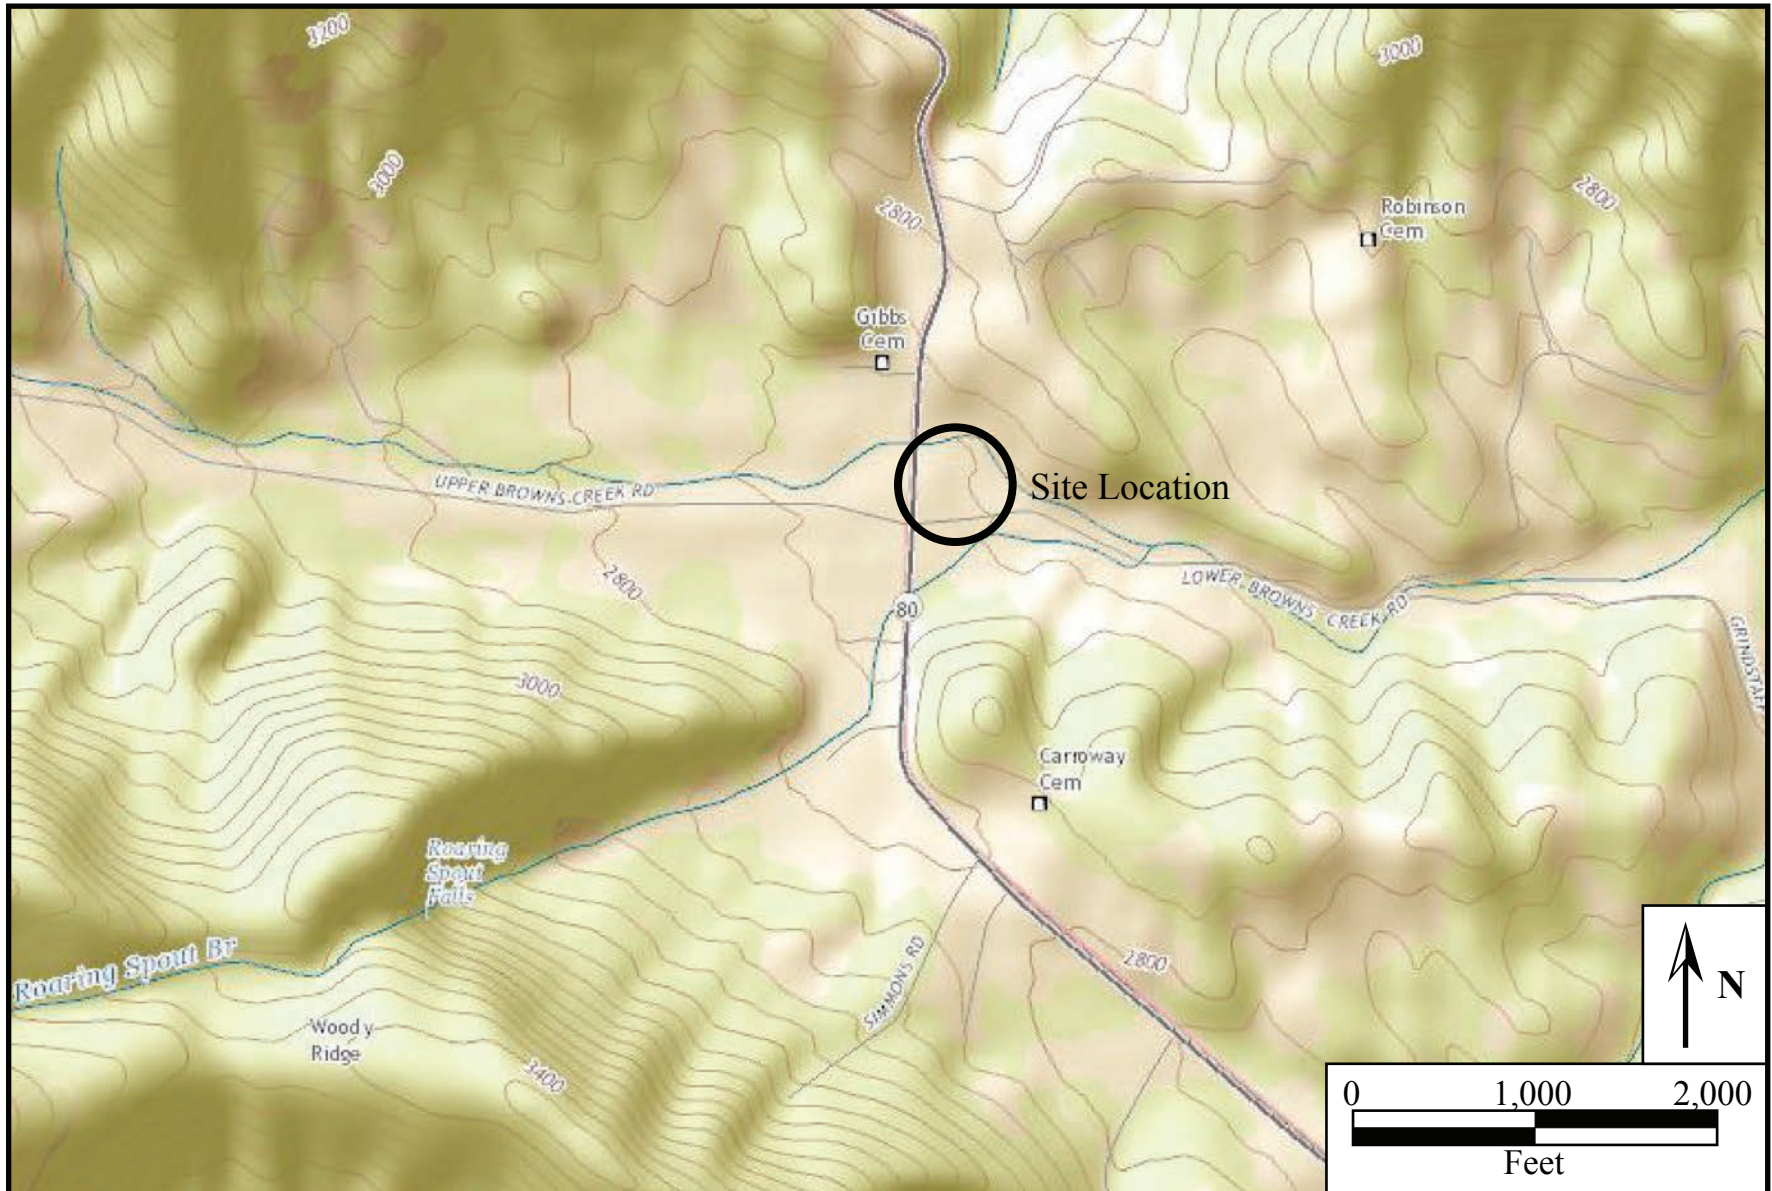 3200
3000
3000
2800
2800
Robinson
Cem
Gibbs
Cem
Site Location
UPPER BROWNS CREEK RD
2800
LOWER BROWNS CREEK RD
80
GRINDSTAFF
3000
Carroway
Cem
Roaring
Spout
Falls
Roaring Spout Br
2800
SIMMONS RD
Woody
Ridge
3400
N
0 1,000 2,000
Feet